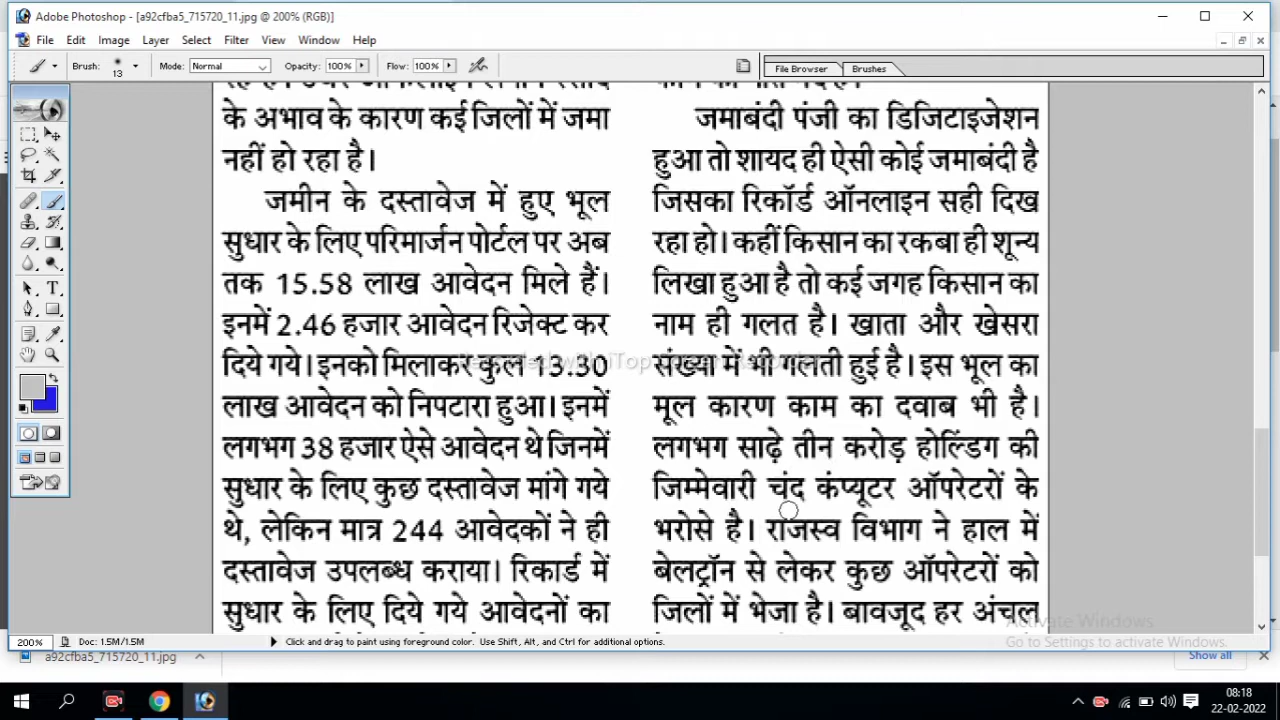 Adobe Photoshop - [a92cfba5_715720_11.jpg @ 200% (RGB)]
File Edit Image Layer Select Filter View Window Help
Brush: 13 Mode: Normal Opacity: 100% Flow: 100% File Browser Brushes
के अभाव के कारण कई जिलों में जमा
नहीं हो रहा है।
जमीन के दस्तावेज में हुए भूल
सुधार के लिए परिमार्जन पोर्टल पर अब
तक 15.58 लाख आवेदन मिले हैं।
इनमें 2.46 हजार आवेदन रिजेक्ट कर
दिये गये। इनको मिलाकर कुल 13.30
लाख आवेदन को निपटारा हुआ। इनमें
लगभग 38 हजार ऐसे आवेदन थे जिनमें
सुधार के लिए कुछ दस्तावेज मांगे गये
थे, लेकिन मात्र 244 आवेदकों ने ही
दस्तावेज उपलब्ध कराया। रिकार्ड में
सुधार के लिए दिये गये आवेदनों का
जमाबंदी पंजी का डिजिटाइजेशन
हुआ तो शायद ही ऐसी कोई जमाबंदी है
जिसका रिकॉर्ड ऑनलाइन सही दिख
रहा हो। कहीं किसान का रकबा ही शून्य
लिखा हुआ है तो कई जगह किसान का
नाम ही गलत है। खाता और खेसरा
संख्या में भी गलती हुई है। इस भूल का
मूल कारण काम का दवाब भी है।
लगभग साढ़े तीन करोड़ होल्डिंग की
जिम्मेवारी चंद कंप्यूटर ऑपरेटरों के
भरोसे है। राजस्व विभाग ने हाल में
बेलट्रॉन से लेकर कुछ ऑपरेटरों को
जिलों में भेजा है। बावजूद हर अंचल
Recorded with iTop Screen Recorder
Activate Windows
Go to Settings to activate Windows.
200% Doc: 1.5M/1.5M Click and drag to paint using foreground color. Use Shift, Alt, and Ctrl for additional options.
a92cfba5_715720_11.jpg Show all
08:18
22-02-2022